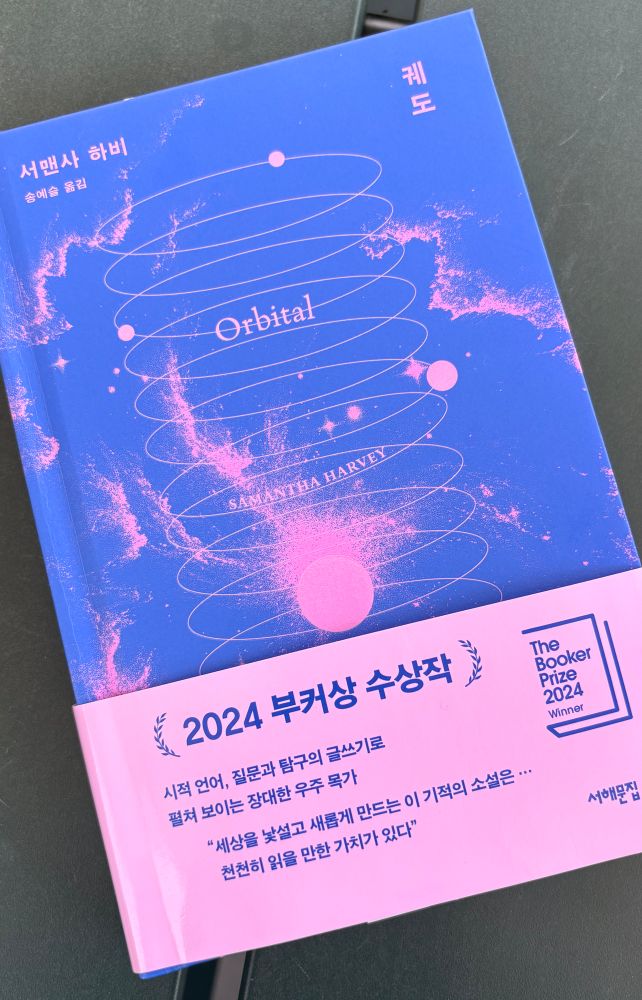 궤
도
서맨사 하비
송예슬 옮김
Orbital
SAMANTHA HARVEY
2024 부커상 수상작
The
Booker
Prize
2024
Winner
시적 언어, 질문과 탐구의 글쓰기로
펼쳐 보이는 장대한 우주 목가
“세상을 낯설고 새롭게 만드는 이 기적의 소설은 …
천천히 읽을 만한 가치가 있다”
서해문집